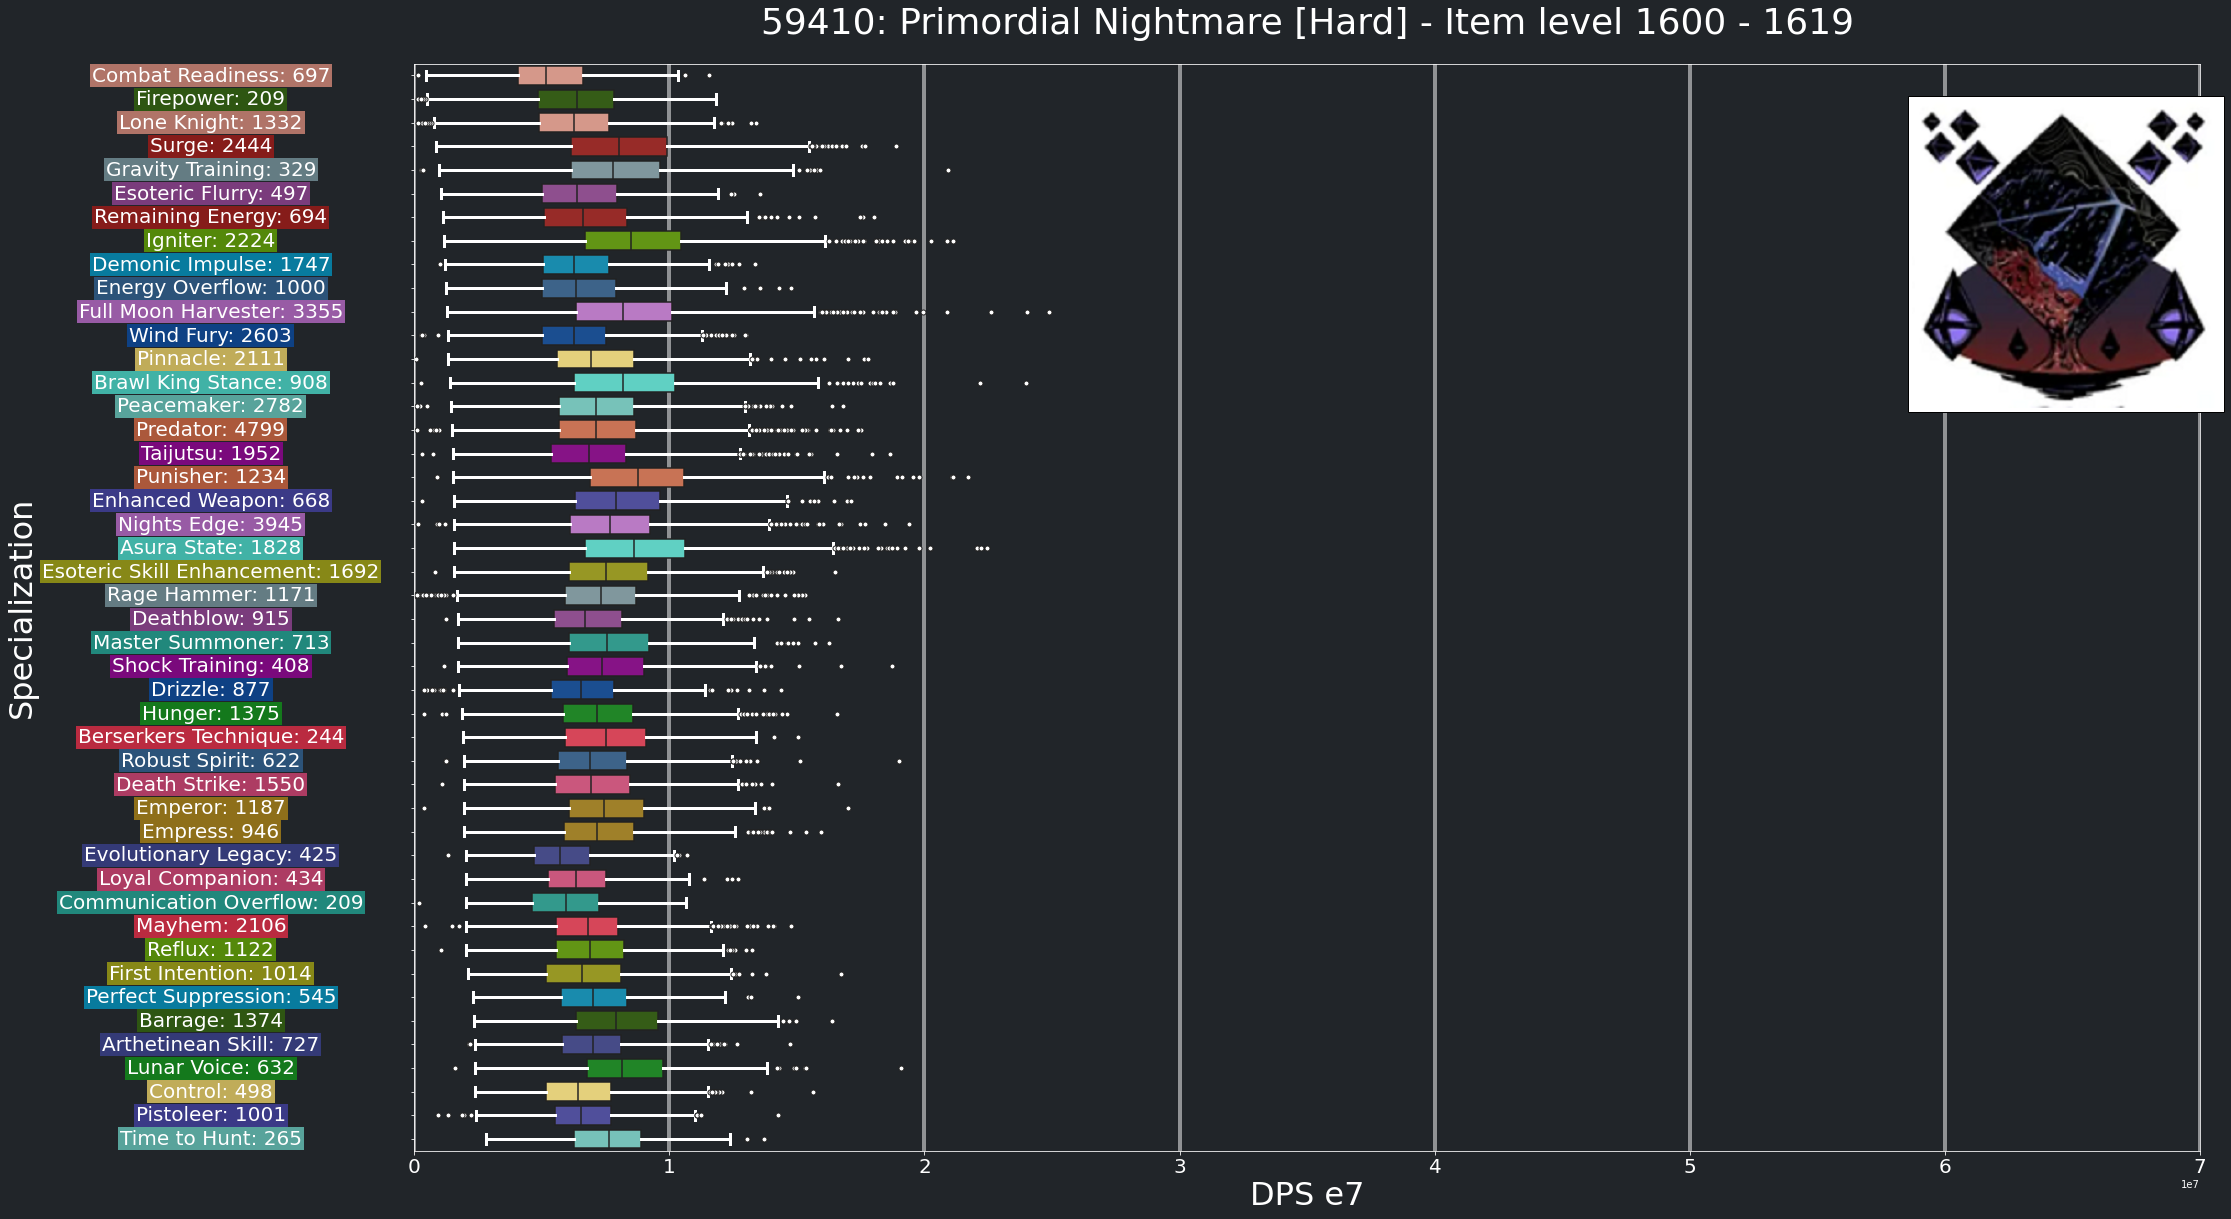 59410: Primordial Nightmare [Hard] - Item level 1600 - 1619
Specialization
Combat Readiness: 697
Firepower: 209
Lone Knight: 1332
Surge: 2444
Gravity Training: 329
Esoteric Flurry: 497
Remaining Energy: 694
Igniter: 2224
Demonic Impulse: 1747
Energy Overflow: 1000
Full Moon Harvester: 3355
Wind Fury: 2603
Pinnacle: 2111
Brawl King Stance: 908
Peacemaker: 2782
Predator: 4799
Taijutsu: 1952
Punisher: 1234
Enhanced Weapon: 668
Nights Edge: 3945
Asura State: 1828
Esoteric Skill Enhancement: 1692
Rage Hammer: 1171
Deathblow: 915
Master Summoner: 713
Shock Training: 408
Drizzle: 877
Hunger: 1375
Berserkers Technique: 244
Robust Spirit: 622
Death Strike: 1550
Emperor: 1187
Empress: 946
Evolutionary Legacy: 425
Loyal Companion: 434
Communication Overflow: 209
Mayhem: 2106
Reflux: 1122
First Intention: 1014
Perfect Suppression: 545
Barrage: 1374
Arthetinean Skill: 727
Lunar Voice: 632
Control: 498
Pistoleer: 1001
Time to Hunt: 265
0 1 2 3 4 5 6 7
1e7
DPS e7